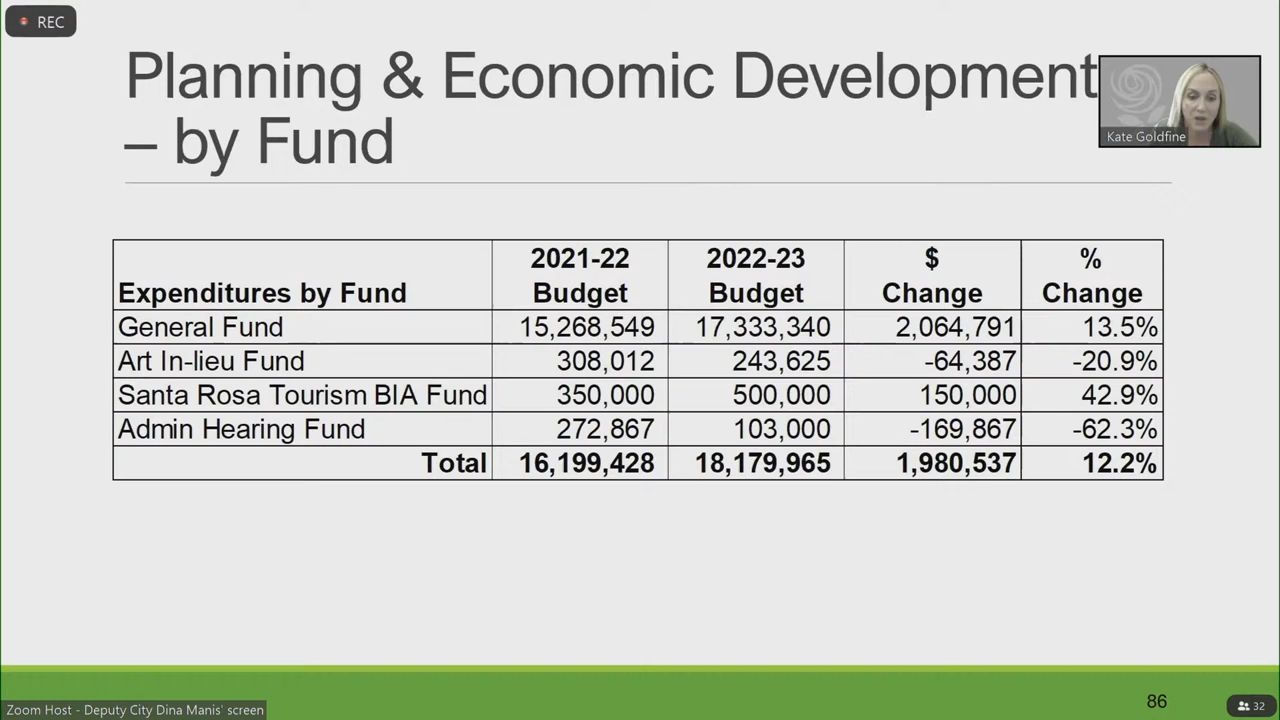 REC
Planning & Economic Development
– by Fund
Kate Goldfine
Expenditures by Fund 2021-22 Budget 2022-23 Budget $ Change % Change
General Fund 15,268,549 17,333,340 2,064,791 13.5%
Art In-lieu Fund 308,012 243,625 -64,387 -20.9%
Santa Rosa Tourism BIA Fund 350,000 500,000 150,000 42.9%
Admin Hearing Fund 272,867 103,000 -169,867 -62.3%
Total 16,199,428 18,179,965 1,980,537 12.2%
86
Zoom Host - Deputy City Dina Manis' screen
32